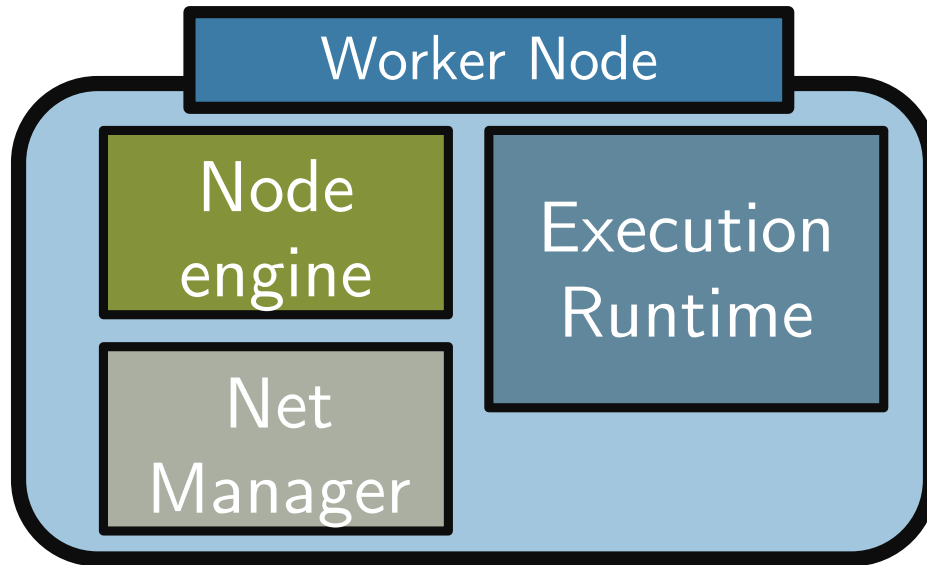 Worker Node
Node
engine
Execution
Runtime
Net
Manager